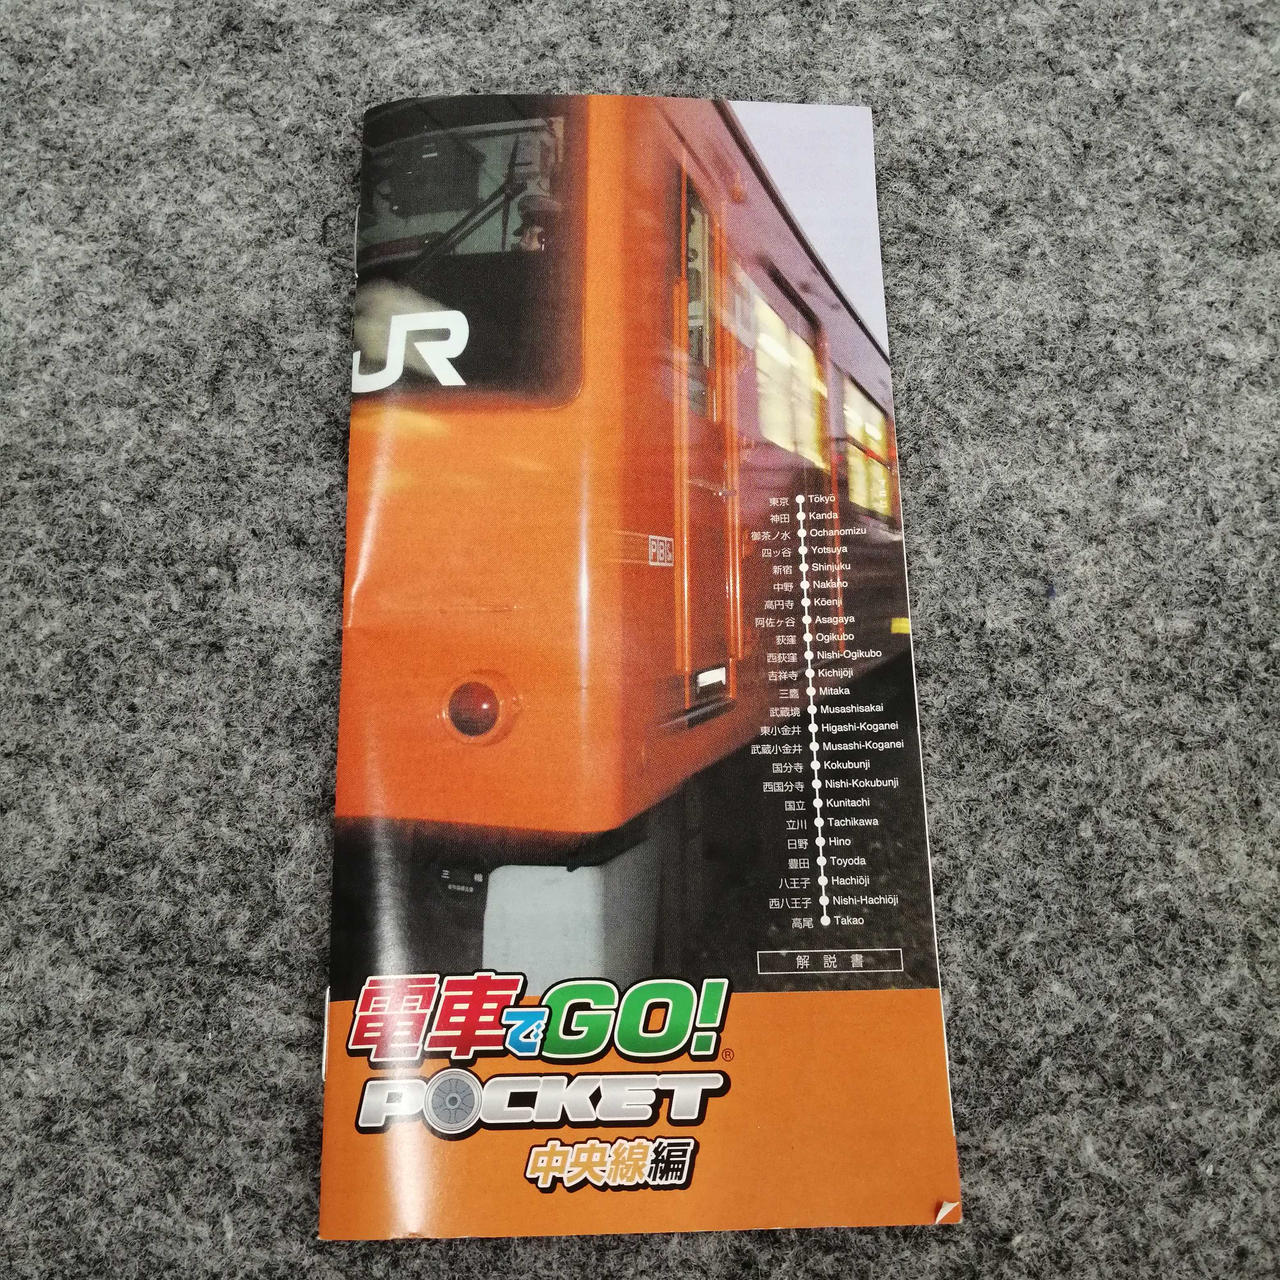 JR
PB
東京 Tōkyō
神田 Kanda
御茶ノ水 Ochanomizu
四ッ谷 Yotsuya
新宿 Shinjuku
中野 Nakano
高円寺 Kōenji
阿佐ヶ谷 Asagaya
荻窪 Ogikubo
西荻窪 Nishi-Ogikubo
吉祥寺 Kichijōji
三鷹 Mitaka
武蔵境 Musashisakai
東小金井 Higashi-Koganei
武蔵小金井 Musashi-Koganei
国分寺 Kokubunji
西国分寺 Nishi-Kokubunji
国立 Kunitachi
立川 Tachikawa
日野 Hino
豊田 Toyoda
八王子 Hachiōji
西八王子 Nishi-Hachiōji
高尾 Takao
解説書
電車でGO!®
POCKET
中央線編